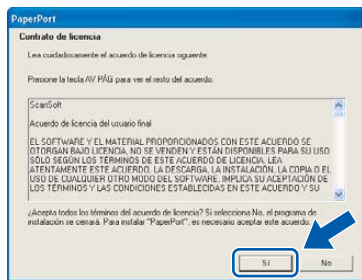 PaperPort
Contrato de licencia
Lea cuidadosamente el acuerdo de licencia siguiente.
Presione la tecla AV PÁG para ver el resto del acuerdo.
ScanSoft
Acuerdo de licencia del usuario final
EL SOFTWARE Y EL MATERIAL PROPORCIONADOS CON ESTE ACUERDO SE
OTORGAN BAJO LICENCIA, NO SE VENDEN Y ESTÁN DISPONIBLES PARA SU USO
SÓLO SEGÚN LOS TÉRMINOS DE ESTE ACUERDO DE LICENCIA. LEA
ATENTAMENTE ESTE ACUERDO. LA DESCARGA, LA INSTALACIÓN, LA COPIA O EL
USO DE CUALQUIER OTRO MODO DEL SOFTWARE, IMPLICA SU ACEPTACIÓN DE
LOS TÉRMINOS Y LAS CONDICIONES ESTABLECIDAS EN ESTE ACUERDO Y SU
¿Acepta todos los términos del acuerdo de licencia? Si selecciona No, el programa de
instalación se cerrará. Para instalar "PaperPort", es necesario aceptar este acuerdo.
Sí
No